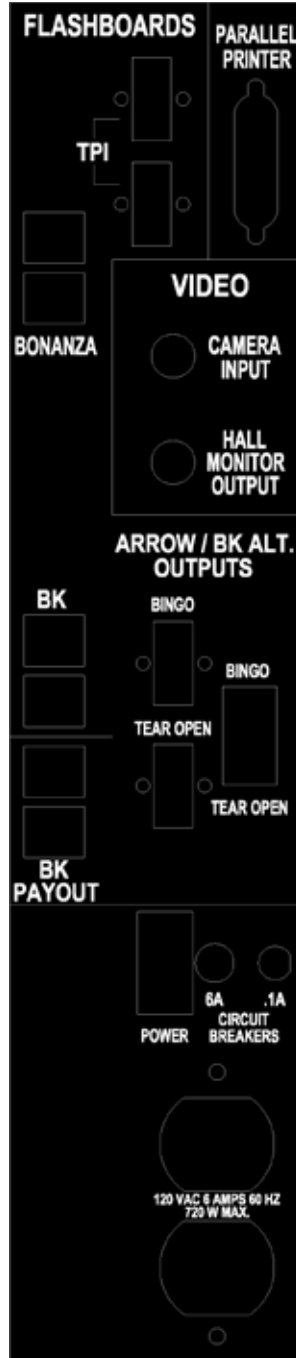 FLASHBOARDS
PARALLEL
PRINTER
TPI
BONANZA
VIDEO
CAMERA
INPUT
HALL
MONITOR
OUTPUT
ARROW / BK ALT.
OUTPUTS
BK
BINGO
BINGO
TEAR OPEN
TEAR OPEN
BK
PAYOUT
6A
.1A
POWER
CIRCUIT
BREAKERS
120 VAC 6 AMPS 60 HZ
720 W MAX.